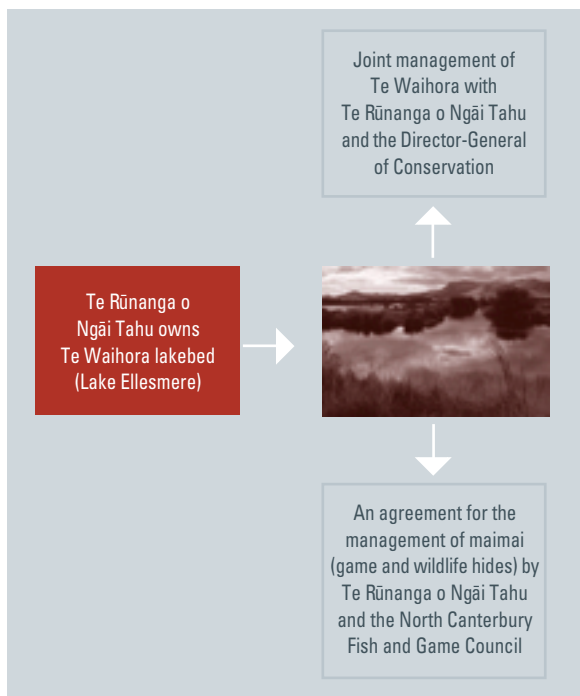 Joint management of
Te Waihora with
Te Rūnanga o Ngāi Tahu
and the Director-General
of Conservation
Te Rūnanga o
Ngāi Tahu owns
Te Waihora lakebed
(Lake Ellesmere)
An agreement for the
management of maimai
(game and wildlife hides) by
Te Rūnanga o Ngāi Tahu
and the North Canterbury
Fish and Game Council